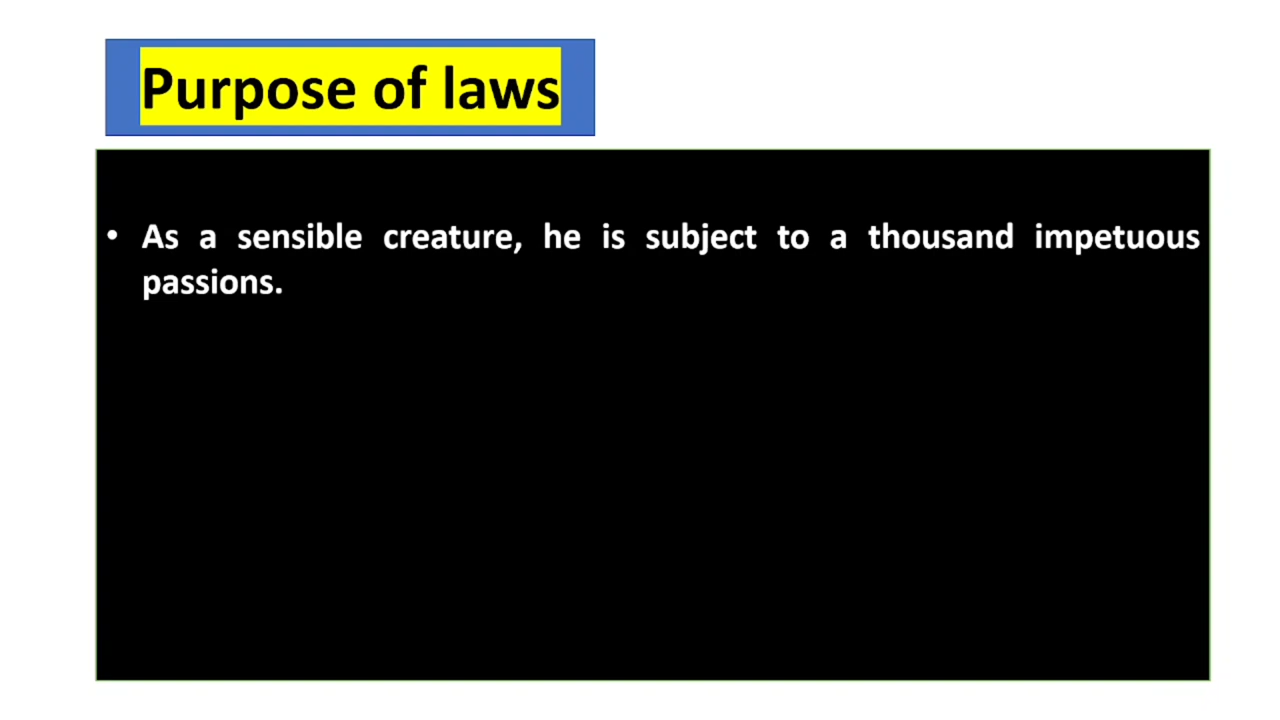 Purpose of laws
• As a sensible creature, he is subject to a thousand impetuous
passions.